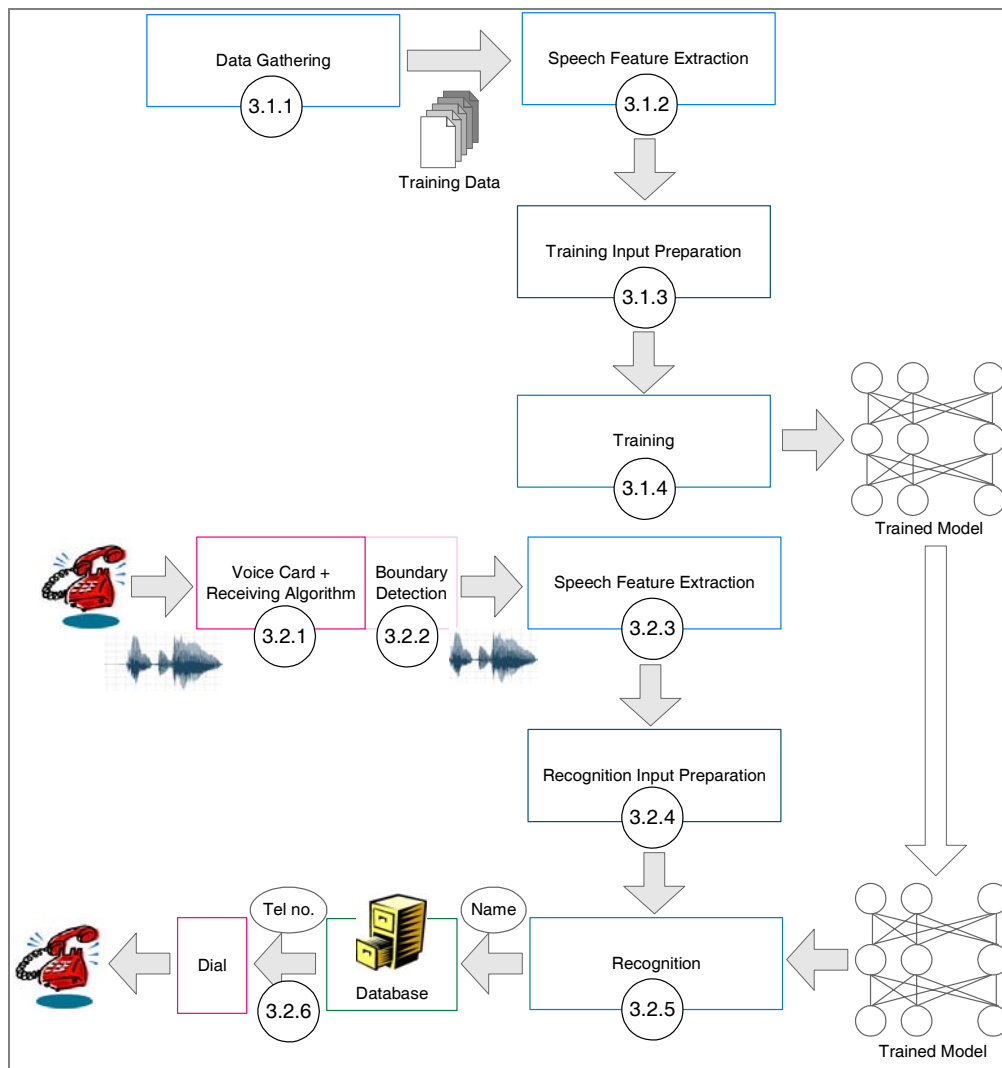 Data Gathering
3.1.1
Training Data
Speech Feature Extraction
3.1.2
Training Input Preparation
3.1.3
Training
3.1.4
Trained Model
Voice Card +
Receiving Algorithm
3.2.1
Boundary
Detection
3.2.2
Speech Feature Extraction
3.2.3
Recognition Input Preparation
3.2.4
Trained Model
Recognition
3.2.5
Name
Database
Tel no.
3.2.6
Dial